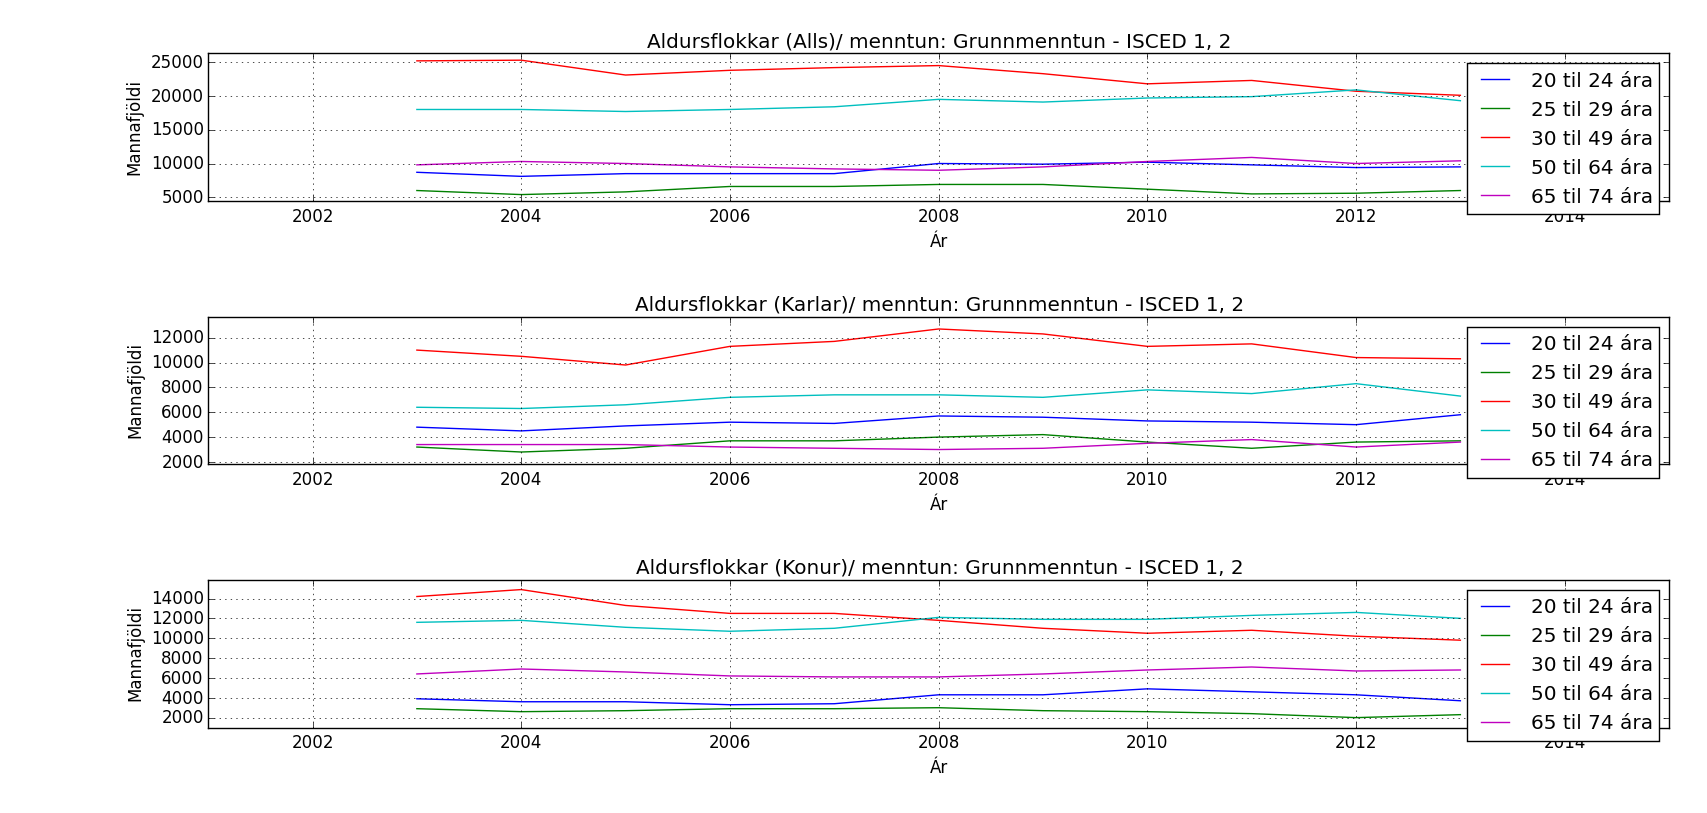 Aldursflokkar (Alls)/ menntun: Grunnmenntun - ISCED 1, 2
Mannafjöldi
25000
20000
15000
10000
5000
20 til 24 ára
25 til 29 ára
30 til 49 ára
50 til 64 ára
65 til 74 ára
2002 2004 2006 2008 2010 2012 2014
Ár
Aldursflokkar (Karlar)/ menntun: Grunnmenntun - ISCED 1, 2
Mannafjöldi
12000
10000
8000
6000
4000
2000
20 til 24 ára
25 til 29 ára
30 til 49 ára
50 til 64 ára
65 til 74 ára
2002 2004 2006 2008 2010 2012 2014
Ár
Aldursflokkar (Konur)/ menntun: Grunnmenntun - ISCED 1, 2
Mannafjöldi
14000
12000
10000
8000
6000
4000
2000
20 til 24 ára
25 til 29 ára
30 til 49 ára
50 til 64 ára
65 til 74 ára
2002 2004 2006 2008 2010 2012 2014
Ár